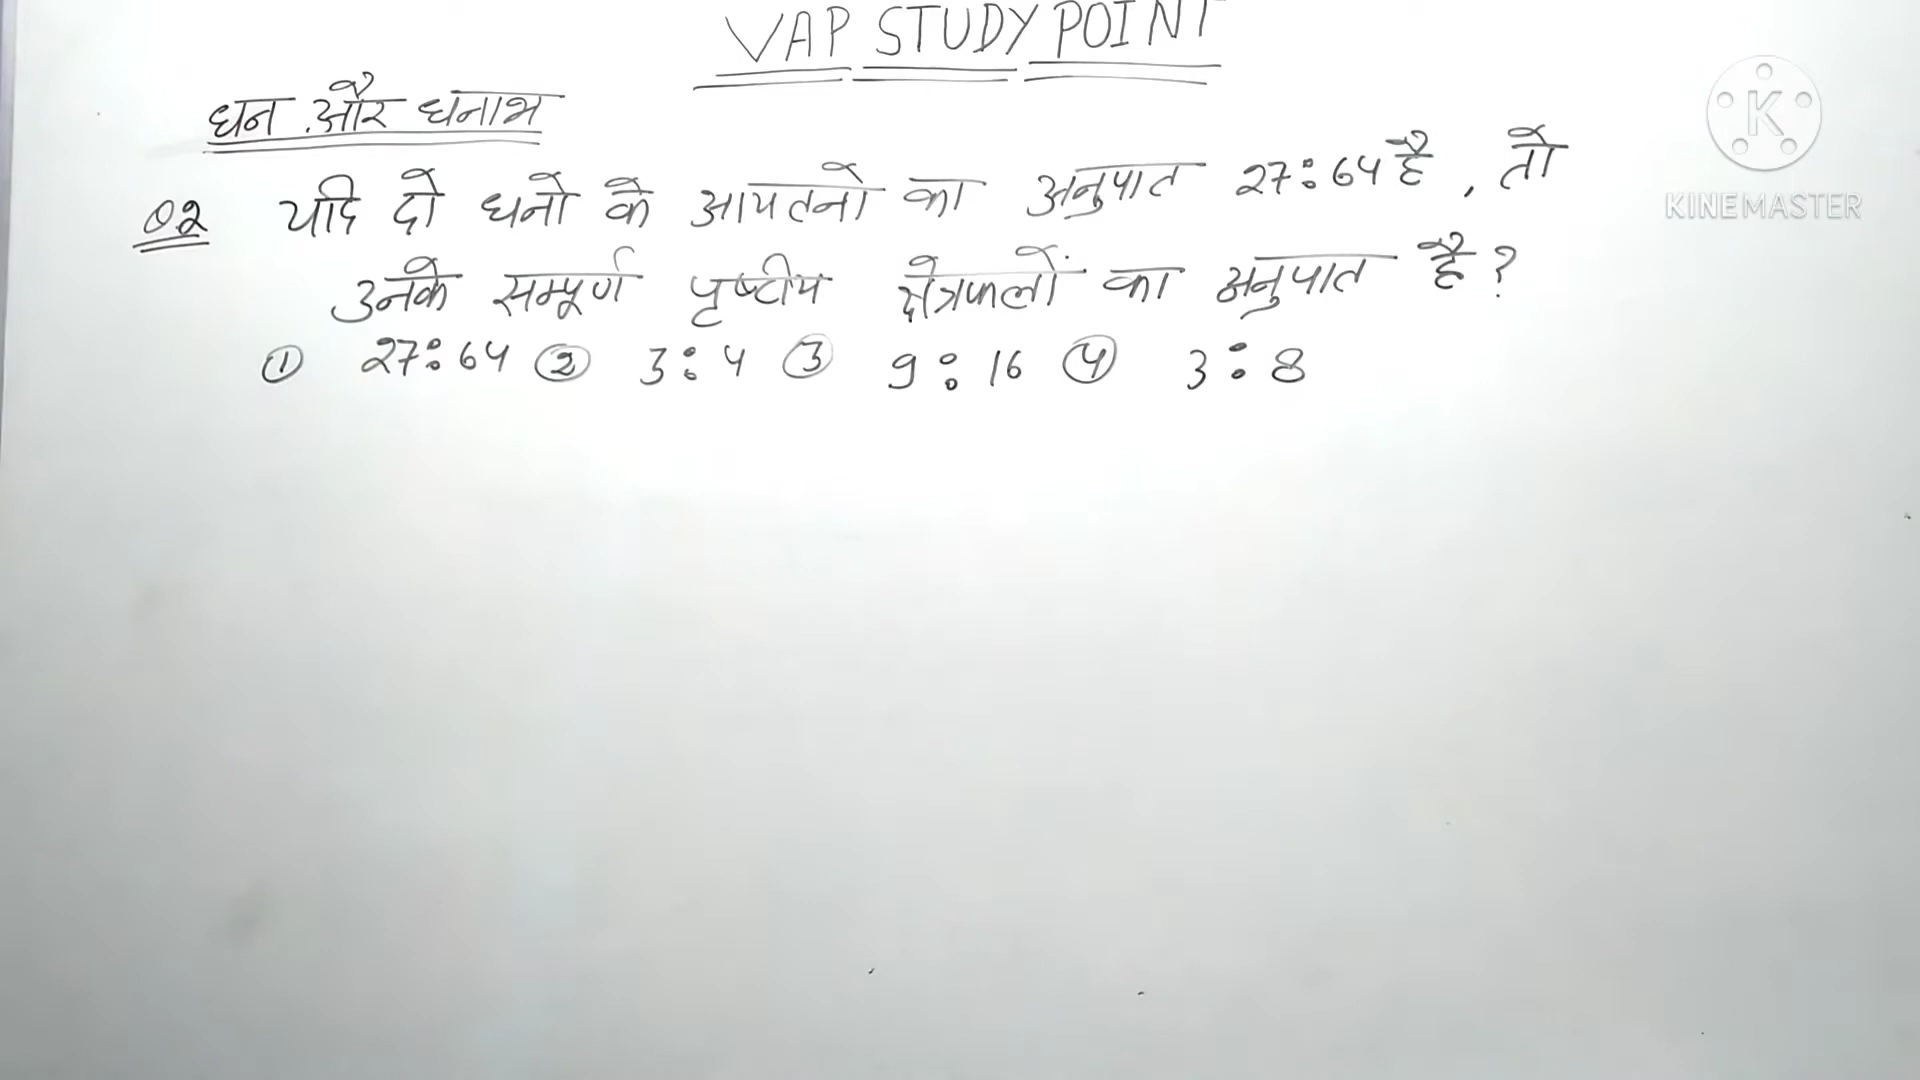 VAP STUDY POINT
घन और घनाभ
Q2 यदि दो घनो के आयतनो का अनुपात 27:64 है, तो
उनके सम्पूर्ण पृष्टीय क्षेत्रफलों का अनुपात है?
① 27:64 ② 3:4 ③ 9:16 ④ 3:8
K
KINEMASTER